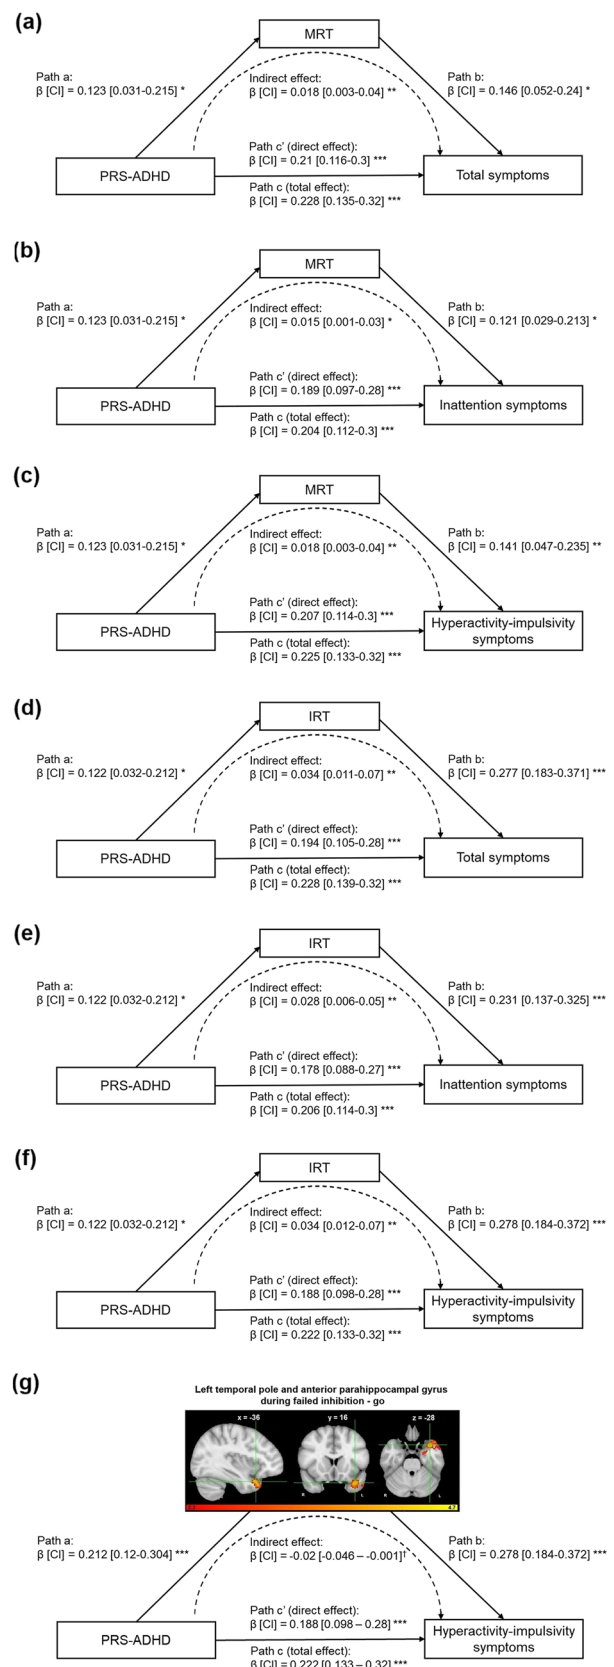 (a)
MRT
Path a:
β [CI] = 0.123 [0.031-0.215] *
Indirect effect:
β [CI] = 0.018 [0.003-0.04] **
Path b:
β [CI] = 0.146 [0.052-0.24] *
Path c' (direct effect):
β [CI] = 0.21 [0.116-0.3] ***
PRS-ADHD
Total symptoms
Path c (total effect):
β [CI] = 0.228 [0.135-0.32] ***
(b)
MRT
Path a:
β [CI] = 0.123 [0.031-0.215] *
Indirect effect:
β [CI] = 0.015 [0.001-0.03] *
Path b:
β [CI] = 0.121 [0.029-0.213] *
Path c' (direct effect):
β [CI] = 0.189 [0.097-0.28] ***
PRS-ADHD
Inattention symptoms
Path c (total effect):
β [CI] = 0.204 [0.112-0.3] ***
(c)
MRT
Path a:
β [CI] = 0.123 [0.031-0.215] *
Indirect effect:
β [CI] = 0.018 [0.003-0.04] **
Path b:
β [CI] = 0.141 [0.047-0.235] **
Path c' (direct effect):
β [CI] = 0.207 [0.114-0.3] ***
PRS-ADHD
Hyperactivity-impulsivity
symptoms
Path c (total effect):
β [CI] = 0.225 [0.133-0.32] ***
(d)
IRT
Path a:
β [CI] = 0.122 [0.032-0.212] *
Indirect effect:
β [CI] = 0.034 [0.011-0.07] **
Path b:
β [CI] = 0.277 [0.183-0.371] ***
Path c' (direct effect):
β [CI] = 0.194 [0.105-0.28] ***
PRS-ADHD
Total symptoms
Path c (total effect):
β [CI] = 0.228 [0.139-0.32] ***
(e)
IRT
Path a:
β [CI] = 0.122 [0.032-0.212] *
Indirect effect:
β [CI] = 0.028 [0.006-0.05] **
Path b:
β [CI] = 0.231 [0.137-0.325] ***
Path c' (direct effect):
β [CI] = 0.178 [0.088-0.27] ***
PRS-ADHD
Inattention symptoms
Path c (total effect):
β [CI] = 0.206 [0.114-0.3] ***
(f)
IRT
Path a:
β [CI] = 0.122 [0.032-0.212] *
Indirect effect:
β [CI] = 0.034 [0.012-0.07] **
Path b:
β [CI] = 0.278 [0.184-0.372] ***
Path c' (direct effect):
β [CI] = 0.188 [0.098-0.28] ***
PRS-ADHD
Hyperactivity-impulsivity
symptoms
Path c (total effect):
β [CI] = 0.222 [0.133-0.32] ***
(g)
Left temporal pole and anterior parahippocampal gyrus
during failed inhibition - go
x = -36
y = 16
z = -28
R
L
R
L
4.7
Path a:
β [CI] = 0.212 [0.12-0.304] ***
Indirect effect:
β [CI] = -0.02 [-0.046 – -0.001]†
Path b:
β [CI] = 0.278 [0.184-0.372] ***
Path c' (direct effect):
β [CI] = 0.188 [0.098 – 0.28] ***
PRS-ADHD
Hyperactivity-impulsivity
symptoms
Path c (total effect):
β [CI] = 0.222 [0.133 – 0.32] ***